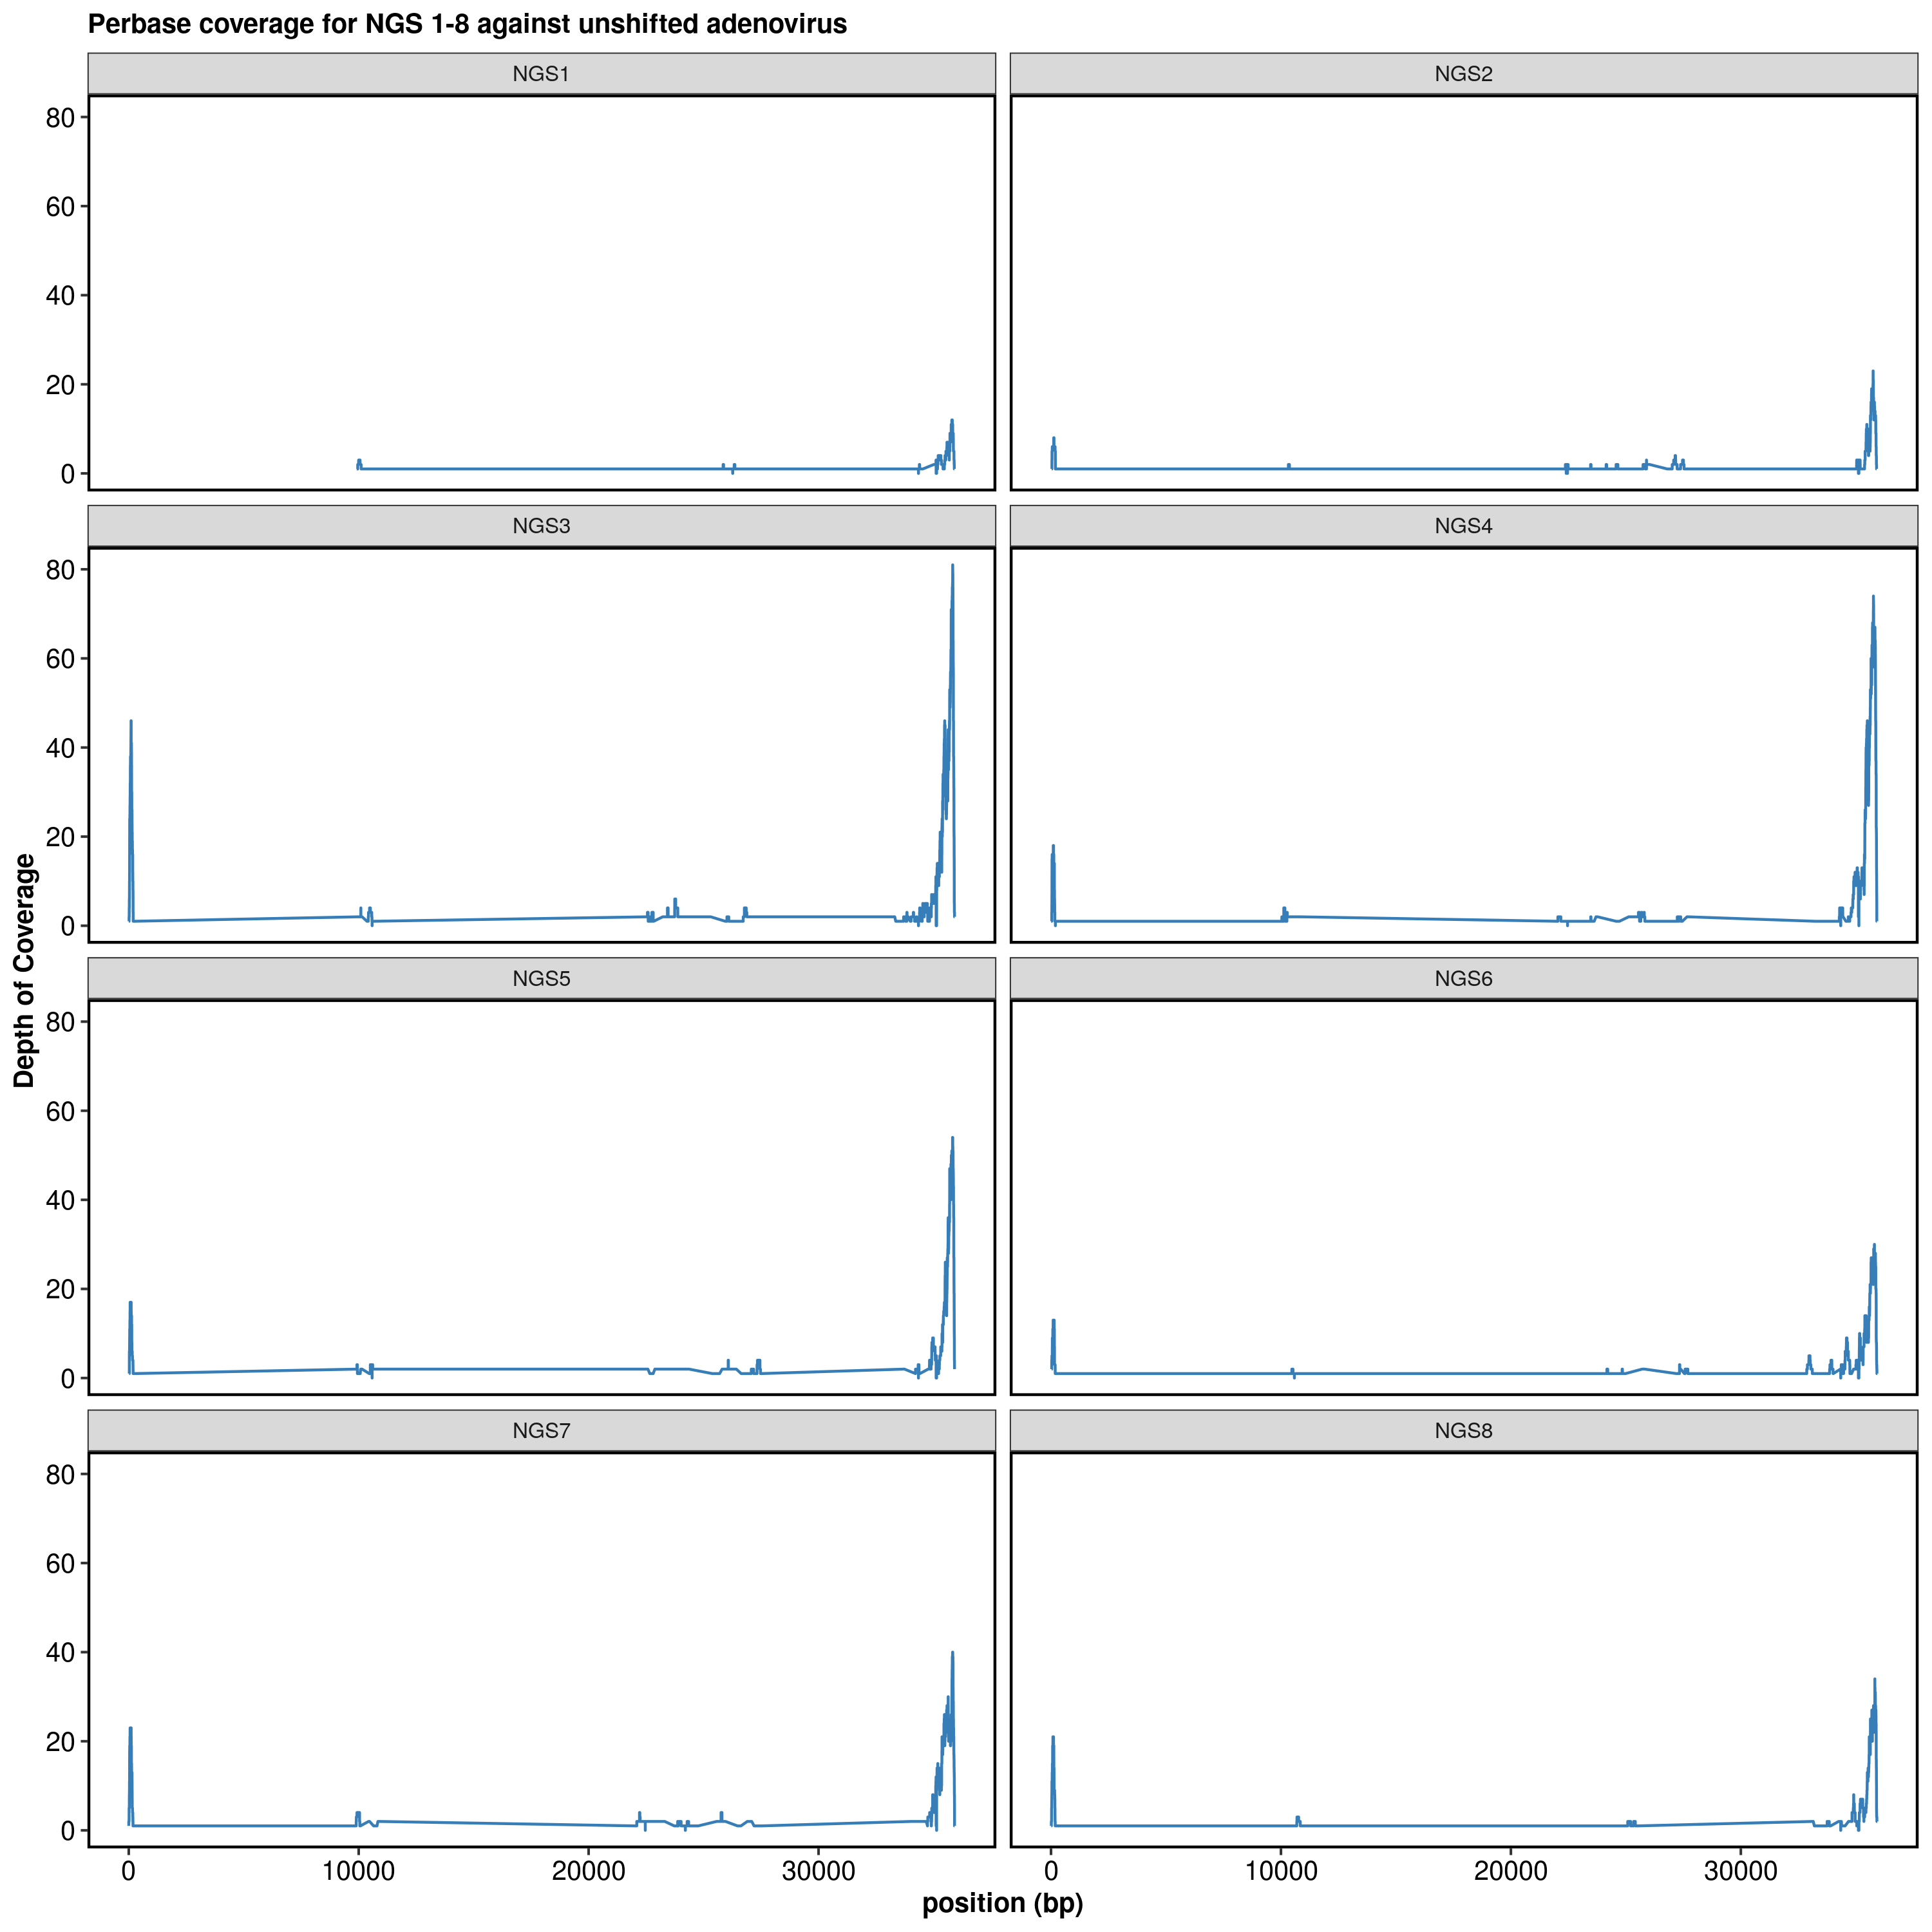 Perbase coverage for NGS 1-8 against unshifted adenovirus
NGS1
NGS2
80
60
40
20
0
NGS3
NGS4
80
60
40
20
0
NGS5
NGS6
80
60
40
20
0
NGS7
NGS8
80
60
40
20
0
Depth of Coverage
0 10000 20000 30000
0 10000 20000 30000
position (bp)